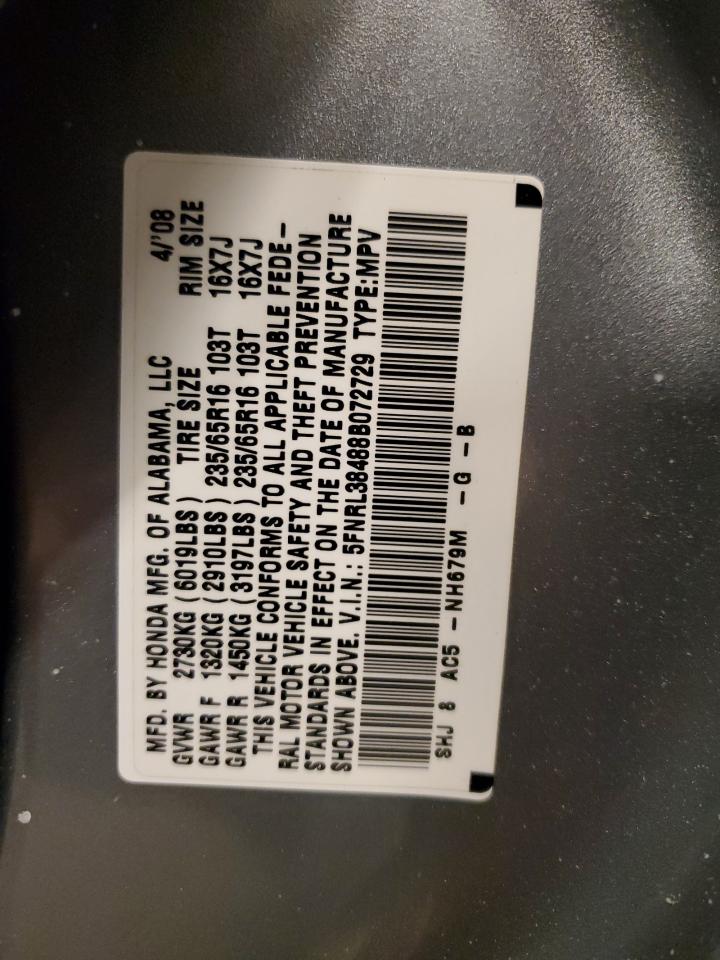 MFD. BY HONDA MFG. OF ALABAMA, LLC 4/'08
GVWR 2730KG (6019LBS) TIRE SIZE RIM SIZE
GAWR F 1320KG (2910LBS) 235/65R16 103T 16X7J
GAWR R 1450KG (3197LBS) 235/65R16 103T 16X7J
THIS VEHICLE CONFORMS TO ALL APPLICABLE FEDE-
RAL MOTOR VEHICLE SAFETY AND THEFT PREVENTION
STANDARDS IN EFFECT ON THE DATE OF MANUFACTURE
SHOWN ABOVE. V.I.N.: 5FNRL38488B072729 TYPE:MPV
SHJ 8 AC5 -NH679M -G -B